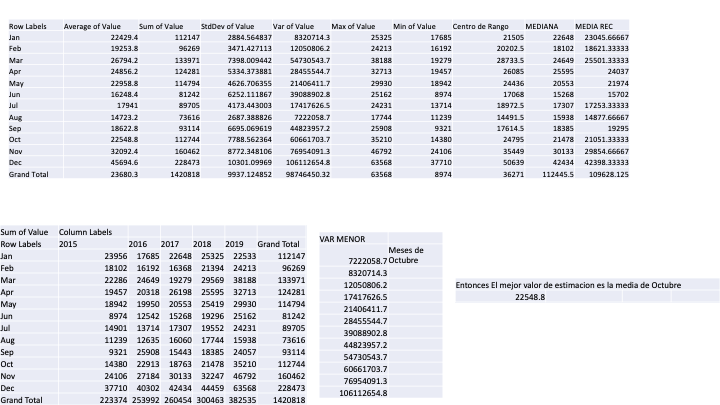 Row Labels Average of Value Sum of Value StdDev of Value Var of Value Max of Value Min of Value Centro de Rango MEDIANA MEDIA REC
Jan 22429.4 112147 2884.564837 8320714.3 25325 17685 21505 22648 23045.66667
Feb 19253.8 96269 3471.427113 12050806.2 24213 16192 20202.5 18102 18621.33333
Mar 26794.2 133971 7398.009442 54730543.7 38188 19279 28733.5 24649 25501.33333
Apr 24856.2 124281 5334.373881 28455544.7 32713 19457 26085 25595 24037
May 22958.8 114794 4626.706355 21406411.7 29930 18942 24436 20553 21974
Jun 16248.4 81242 6252.111867 39088902.8 25162 8974 17068 15268 15702
Jul 17941 89705 4173.443003 17417626.5 24231 13714 18972.5 17307 17253.33333
Aug 14723.2 73616 2687.388826 7222058.7 17744 11239 14491.5 15938 14877.66667
Sep 18622.8 93114 6695.069619 44823957.2 25908 9321 17614.5 18385 19295
Oct 22548.8 112744 7788.562364 60661703.7 35210 14380 24795 21478 21051.33333
Nov 32092.4 160462 8772.348106 76954091.3 46792 24106 35449 30133 29854.66667
Dec 45694.6 228473 10301.09969 106112654.8 63568 37710 50639 42434 42398.33333
Grand Total 23680.3 1420818 9937.124852 98746450.32 63568 8974 36271 112445.5 109628.125
Sum of Value Column Labels
Row Labels 2015 2016 2017 2018 2019 Grand Total
Jan 23956 17685 22648 25325 22533 112147
Feb 18102 16192 16368 21394 24213 96269
Mar 22286 24649 19279 29569 38188 133971
Apr 19457 20318 26198 25595 32713 124281
May 18942 19950 20553 25419 29930 114794
Jun 8974 12542 15268 19296 25162 81242
Jul 14901 13714 17307 19552 24231 89705
Aug 11239 12635 16060 17744 15938 73616
Sep 9321 25908 15443 18385 24057 93114
Oct 14380 22913 18763 21478 35210 112744
Nov 24106 27184 30133 32247 46792 160462
Dec 37710 40302 42434 44459 63568 228473
Grand Total 223374 253992 260454 300463 382535 1420818
VAR MENOR
Meses de
7222058.7 Octubre
8320714.3
12050806.2
17417626.5
21406411.7
28455544.7
39088902.8
44823957.2
54730543.7
60661703.7
76954091.3
106112654.8
Entonces El mejor valor de estimacion es la media de Octubre
22548.8